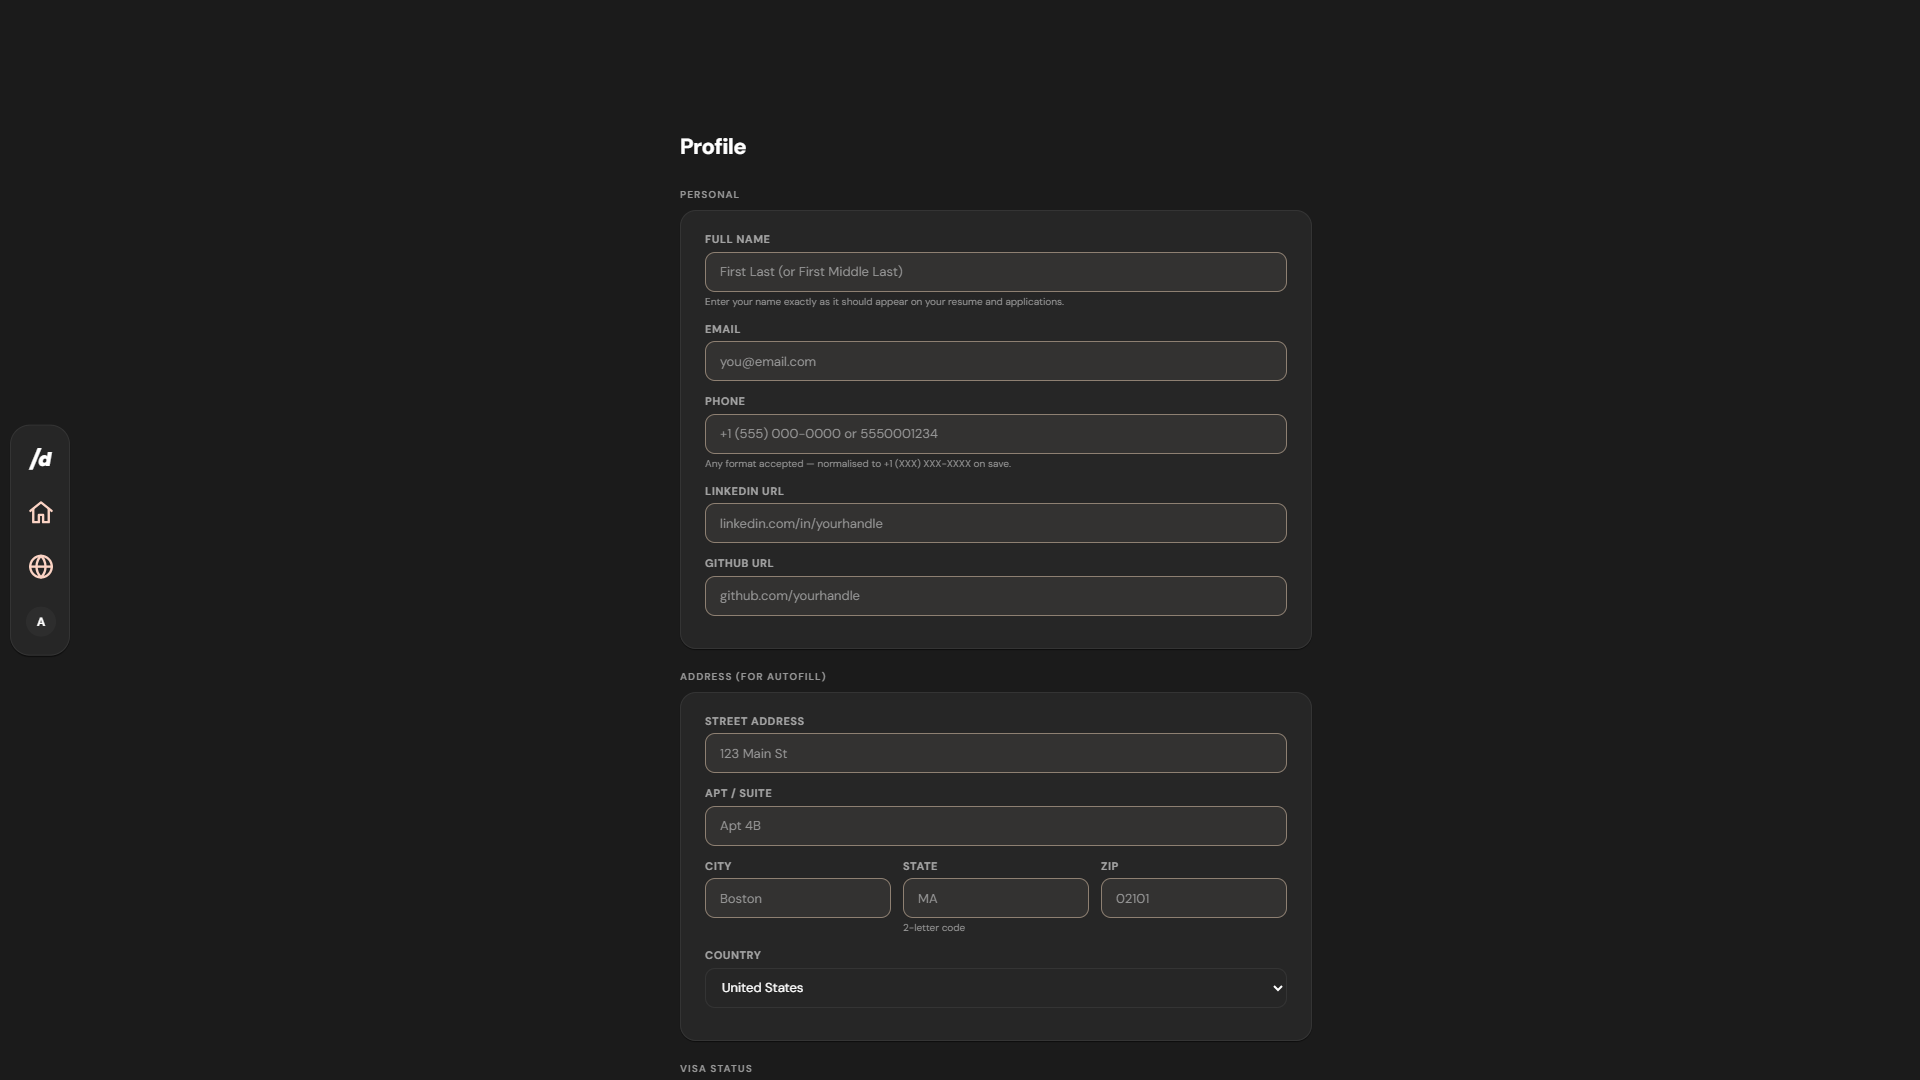 Profile
PERSONAL
FULL NAME
First Last (or First Middle Last)
Enter your name exactly as it should appear on your resume and applications.
EMAIL
you@email.com
PHONE
+1 (555) 000-0000 or 5550001234
Any format accepted — normalised to +1 (XXX) XXX-XXXX on save.
LINKEDIN URL
linkedin.com/in/yourhandle
GITHUB URL
github.com/yourhandle
/d
A
ADDRESS (FOR AUTOFILL)
STREET ADDRESS
123 Main St
APT / SUITE
Apt 4B
CITY STATE ZIP
Boston MA 02101
2-letter code
COUNTRY
United States
VISA STATUS